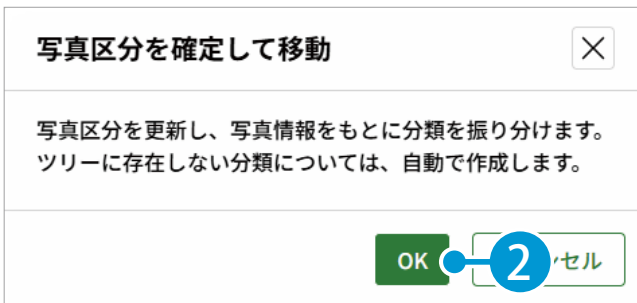 写真区分を確定して移動
写真区分を更新し、写真情報をもとに分類を振り分けます。
ツリーに存在しない分類については、自動で作成します。
OK
2
セル